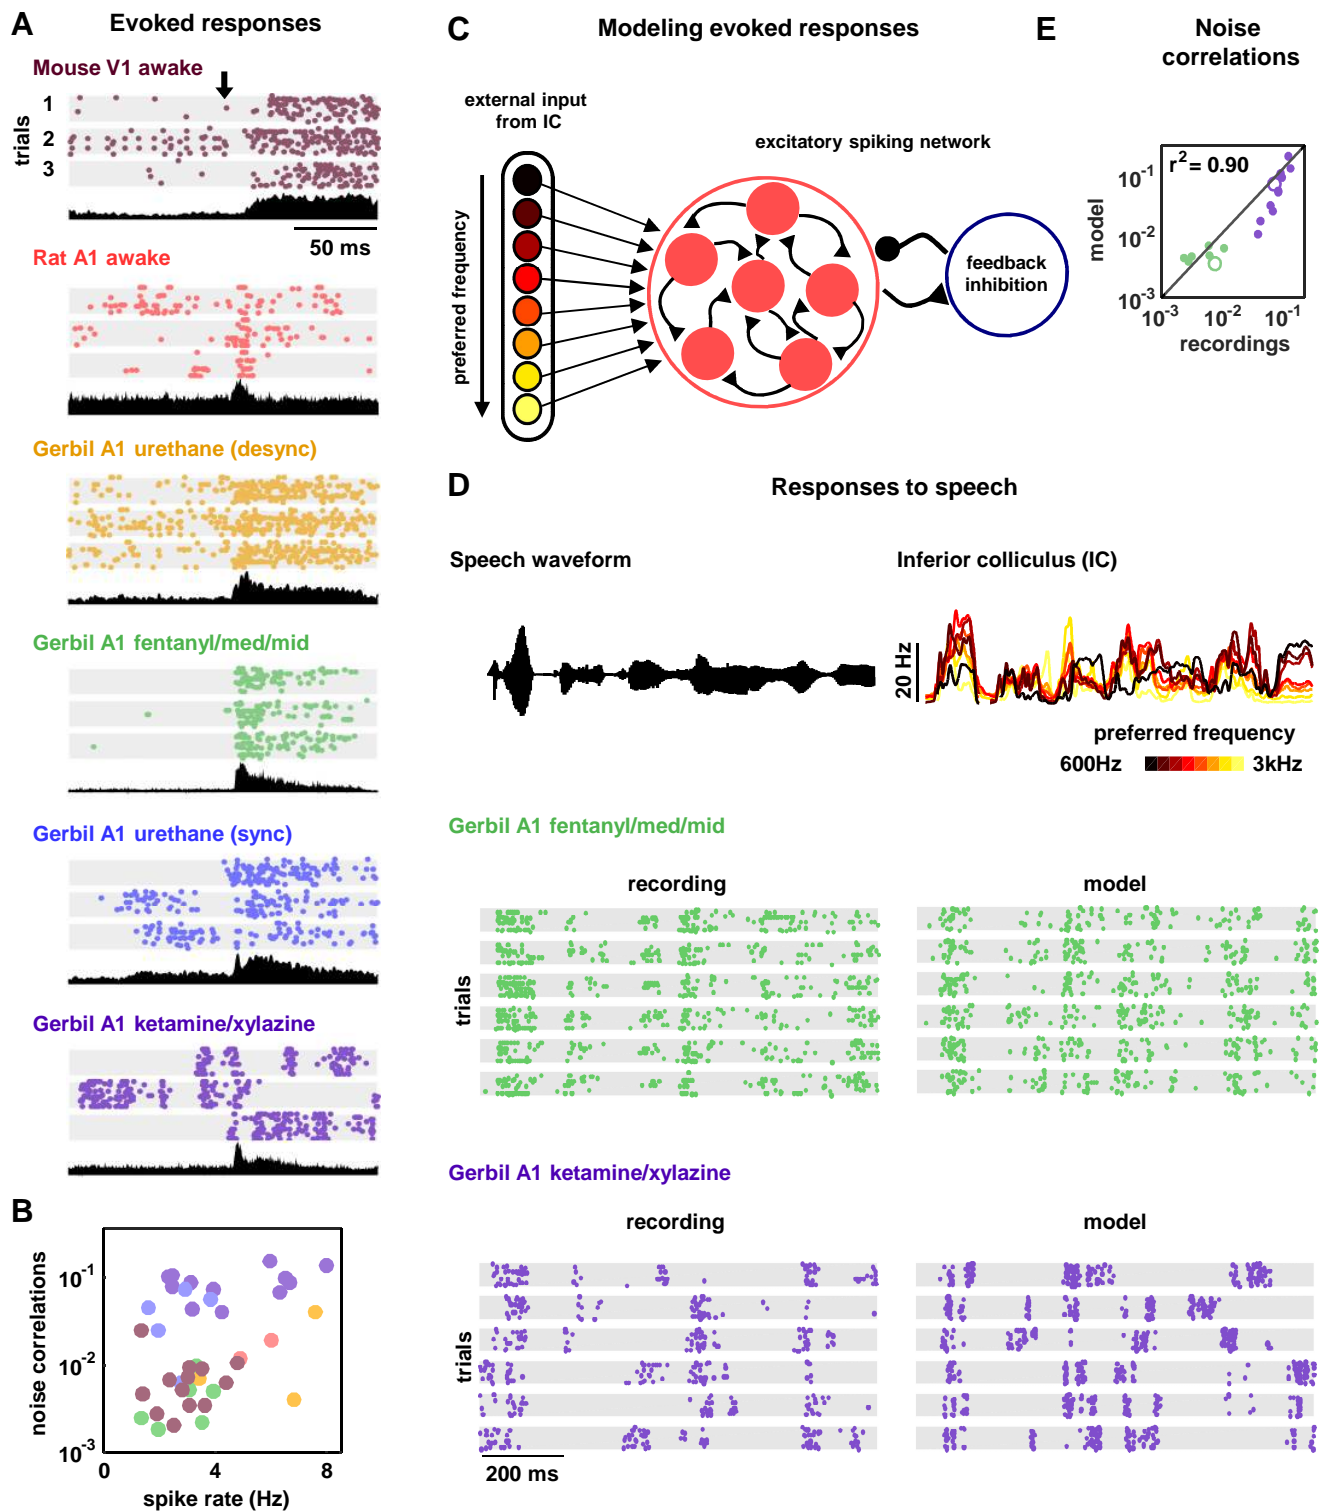 A
Evoked responses
Mouse V1 awake
trials
1
2
3
50 ms
Rat A1 awake
Gerbil A1 urethane (desync)
Gerbil A1 fentanyl/med/mid
Gerbil A1 urethane (sync)
Gerbil A1 ketamine/xylazine
B
noise correlations
10-1
10-2
10-3
0
4
8
spike rate (Hz)
C
Modeling evoked responses
external input
from IC
preferred frequency
excitatory spiking network
feedback
inhibition
D
Responses to speech
Speech waveform
Inferior colliculus (IC)
20 Hz
preferred frequency
600Hz
3kHz
Gerbil A1 fentanyl/med/mid
recording
model
trials
Gerbil A1 ketamine/xylazine
recording
model
trials
200 ms
E
Noise
correlations
r2= 0.90
model
10-1
10-2
10-3
10-3
10-2
10-1
recordings